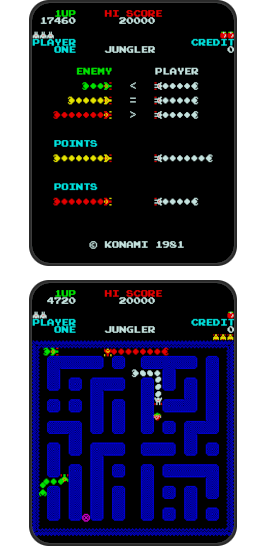 1UP HI SCORE
17460 20000
PLAYER CREDIT
ONE JUNGLER 0
ENEMY PLAYER
<
=
>
POINTS
POINTS
© KONAMI 1981
1UP HI SCORE
4720 20000
PLAYER CREDIT
ONE JUNGLER 0